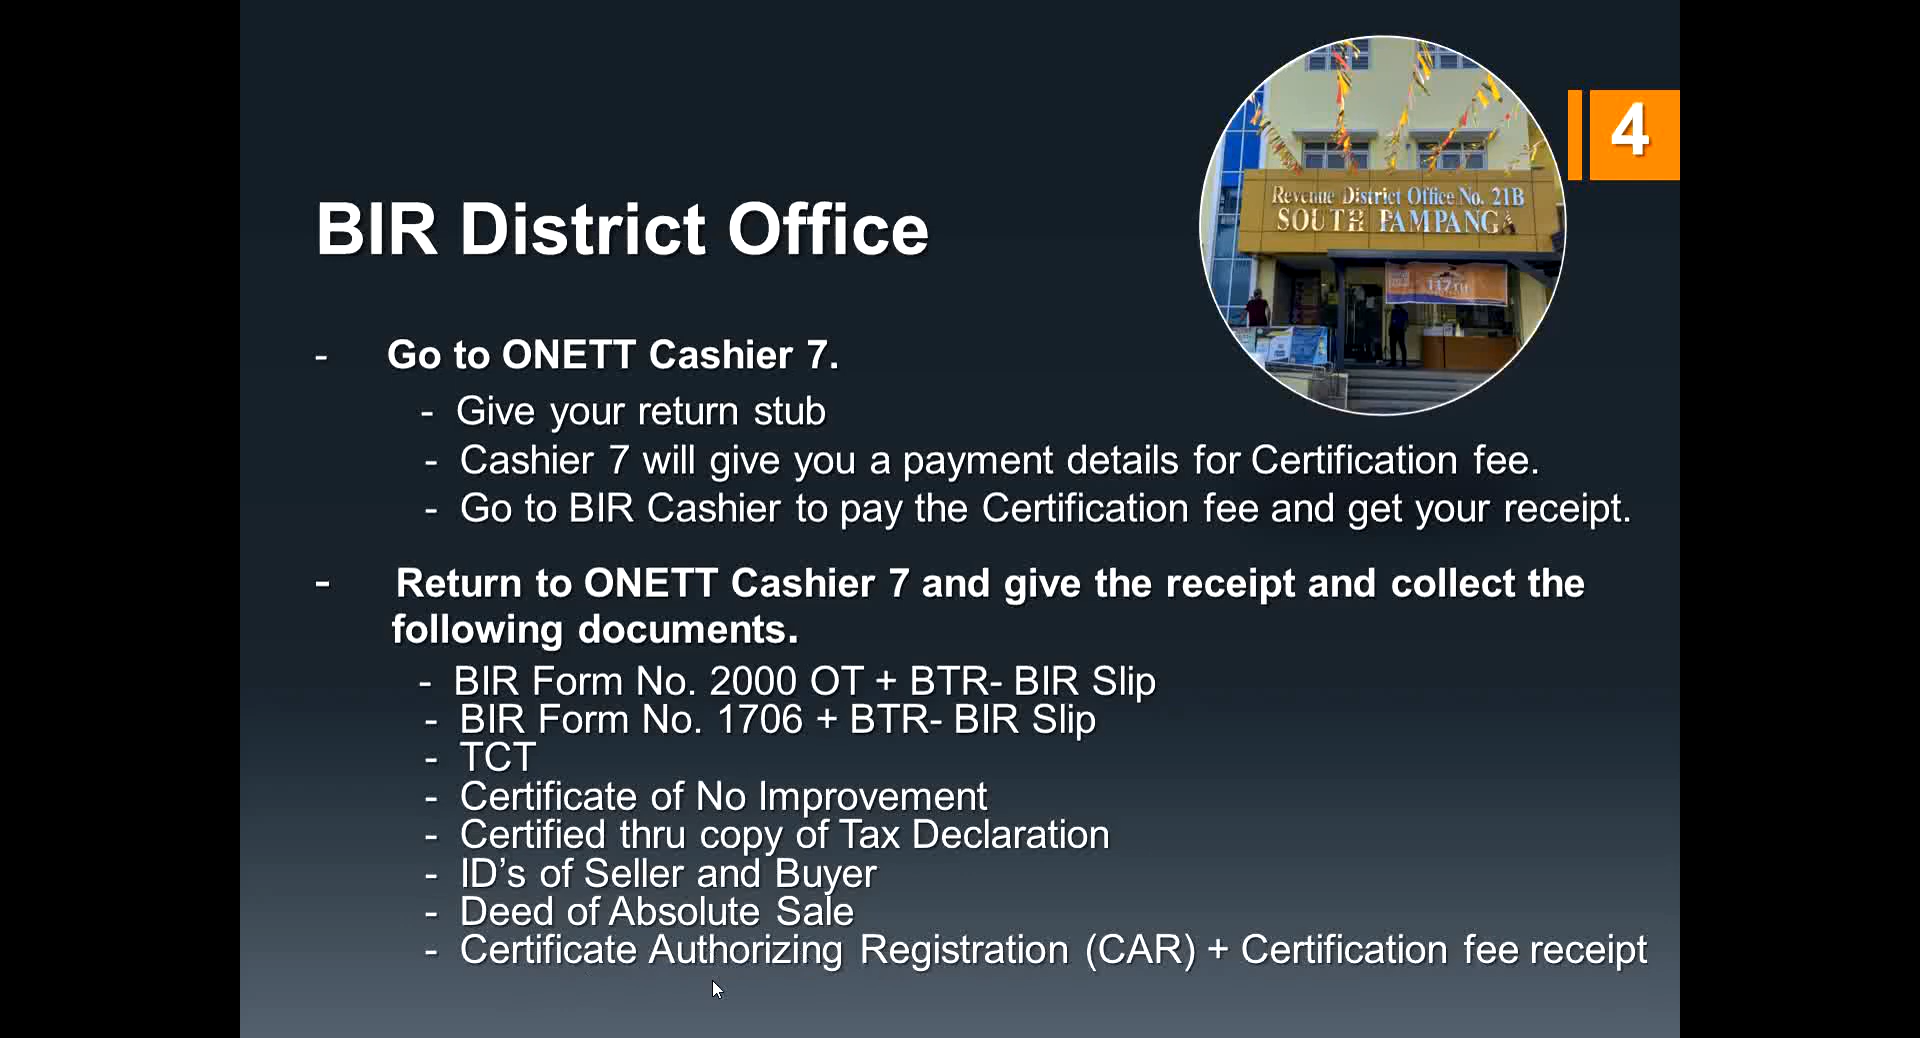 4
Revenue District Office No. 21B
SOUTH PAMPANGA
117TH
BIR District Office
- Go to ONETT Cashier 7.
- Give your return stub
- Cashier 7 will give you a payment details for Certification fee.
- Go to BIR Cashier to pay the Certification fee and get your receipt.
- Return to ONETT Cashier 7 and give the receipt and collect the
following documents.
- BIR Form No. 2000 OT + BTR- BIR Slip
- BIR Form No. 1706 + BTR- BIR Slip
- TCT
- Certificate of No Improvement
- Certified thru copy of Tax Declaration
- ID’s of Seller and Buyer
- Deed of Absolute Sale
- Certificate Authorizing Registration (CAR) + Certification fee receipt